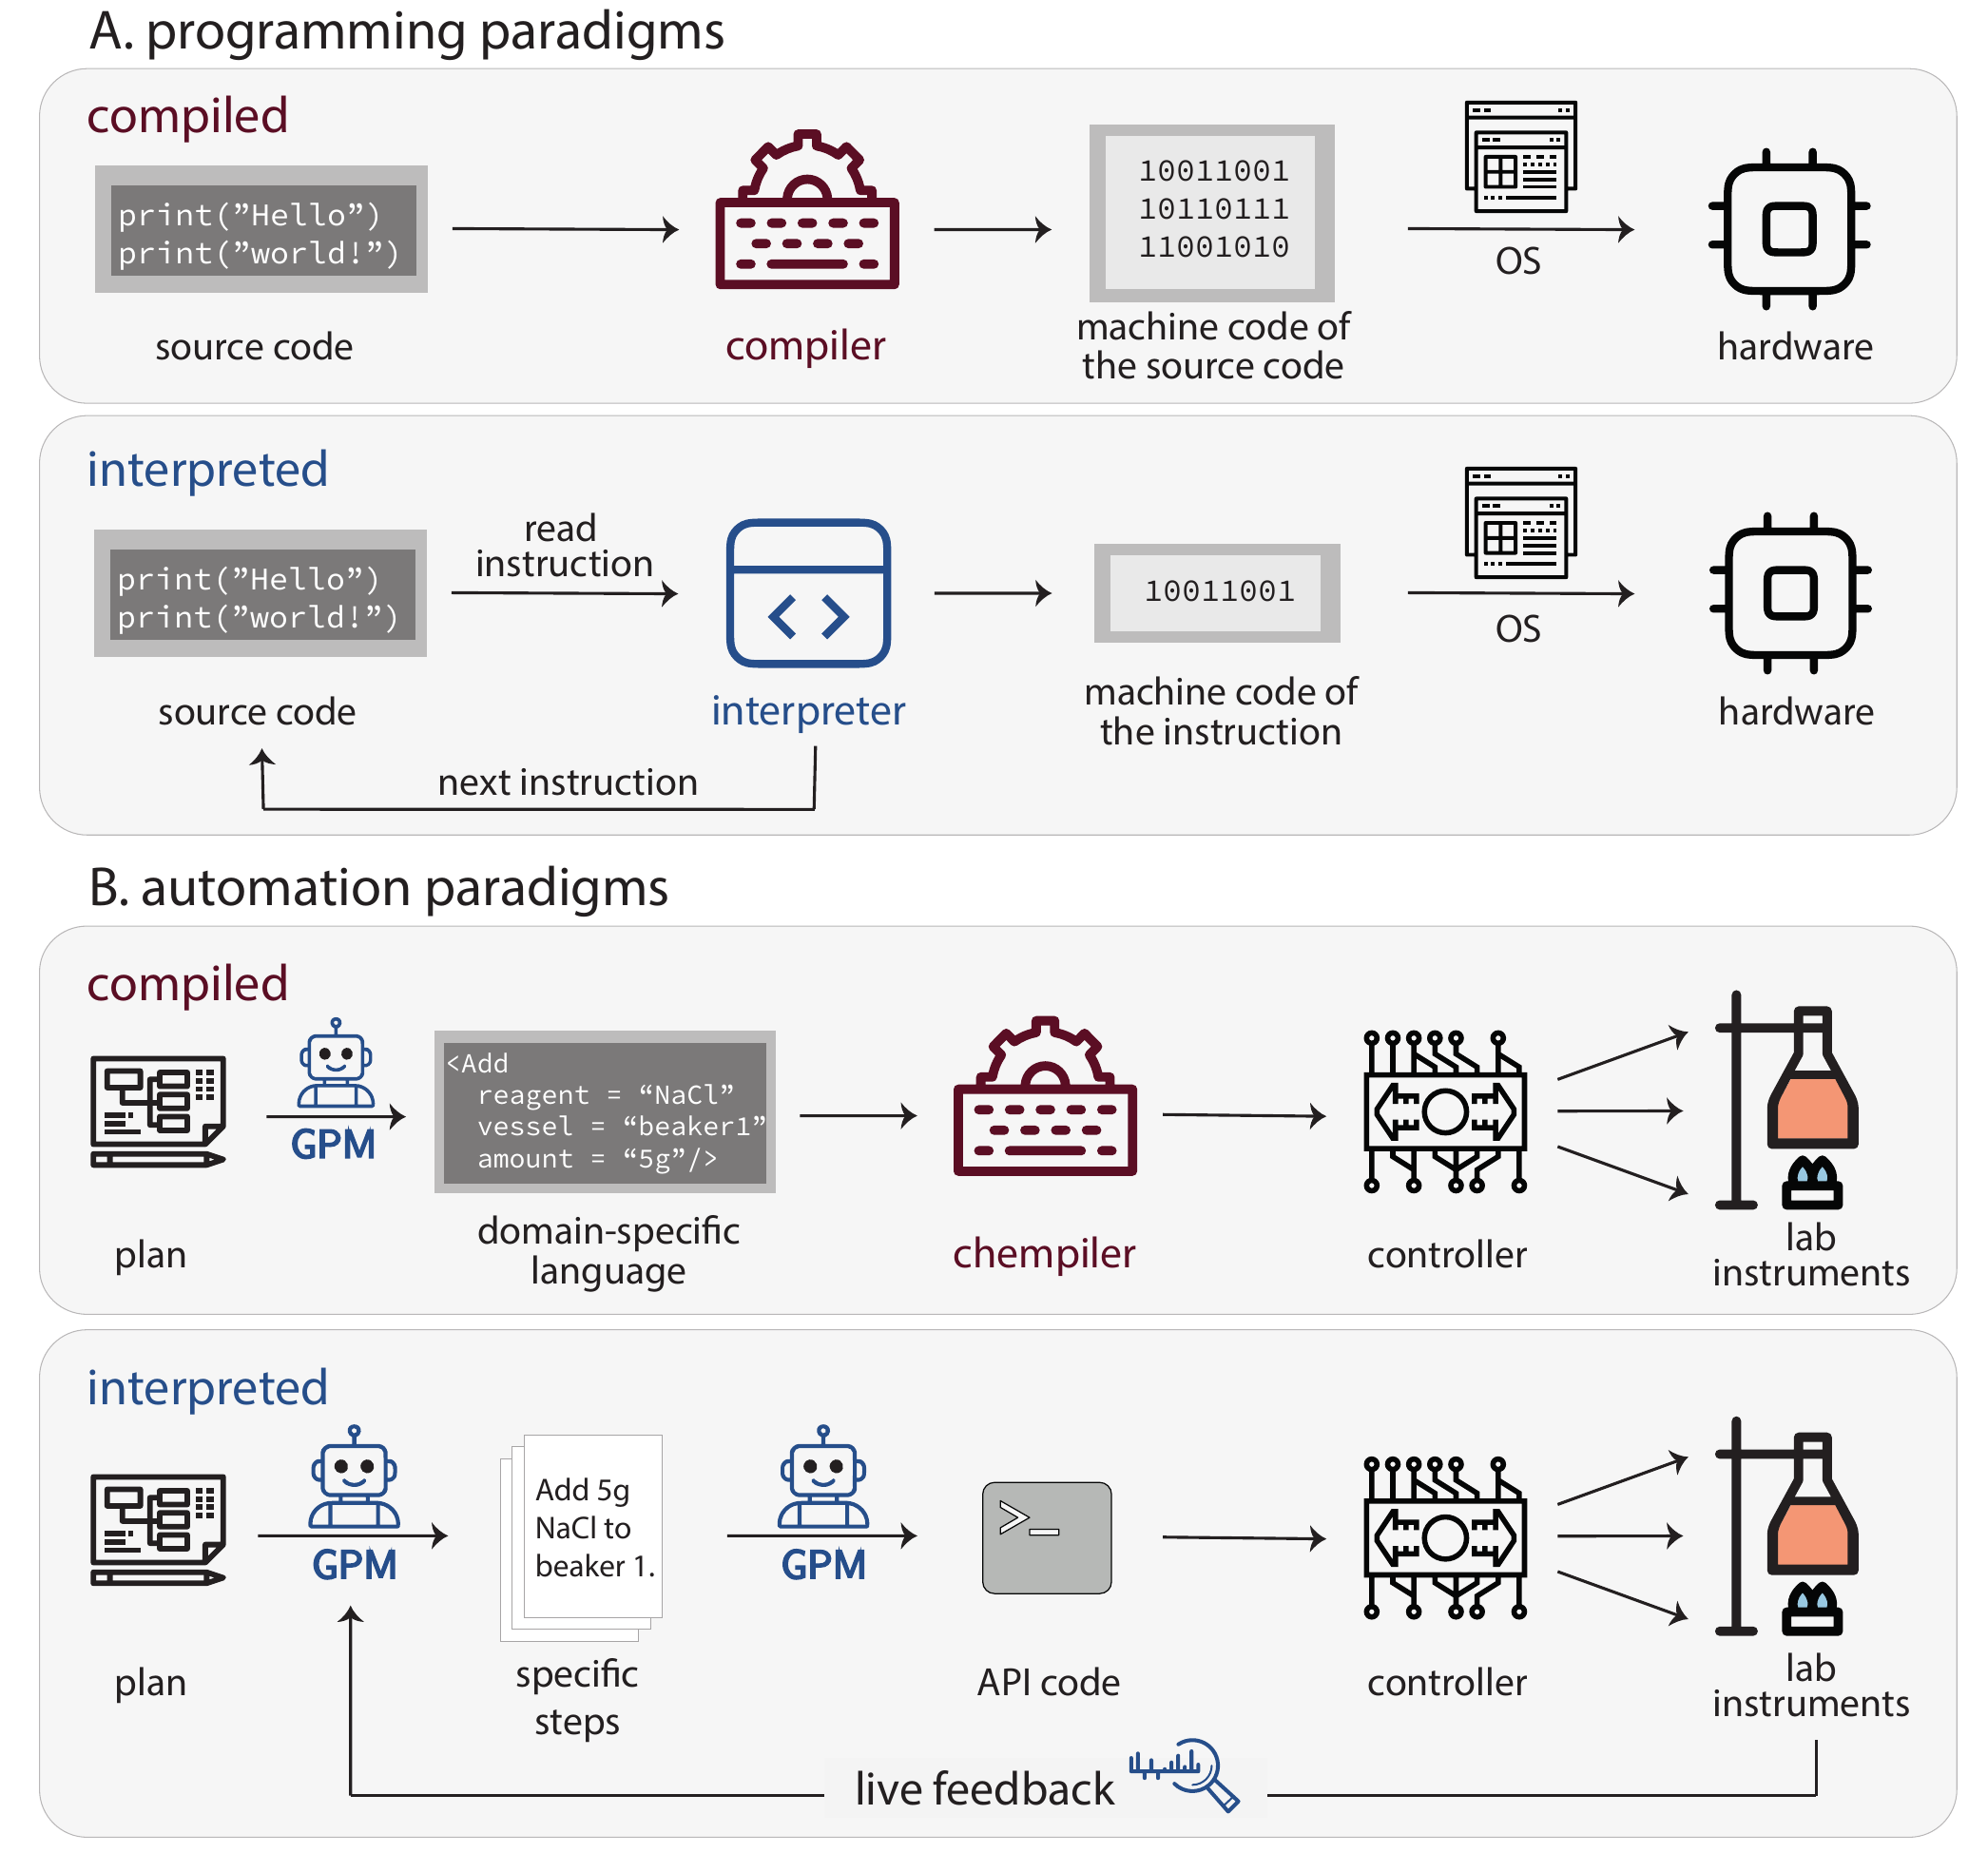 A. programming paradigms
compiled
print(”Hello”)
print(”world!”)
source code
compiler
10011001
10110111
11001010
machine code of
the source code
OS
hardware
interpreted
print(”Hello”)
print(”world!”)
source code
read
instruction
interpreter
next instruction
10011001
machine code of
the instruction
OS
hardware
B. automation paradigms
compiled
plan
GPM
<Add
reagent = “NaCl”
vessel = “beaker1”
amount = “5g”/>
domain-specific
language
chempiler
controller
lab
instruments
interpreted
plan
GPM
Add 5g
NaCl to
beaker 1.
specific
steps
GPM
>_
API code
controller
lab
instruments
live feedback